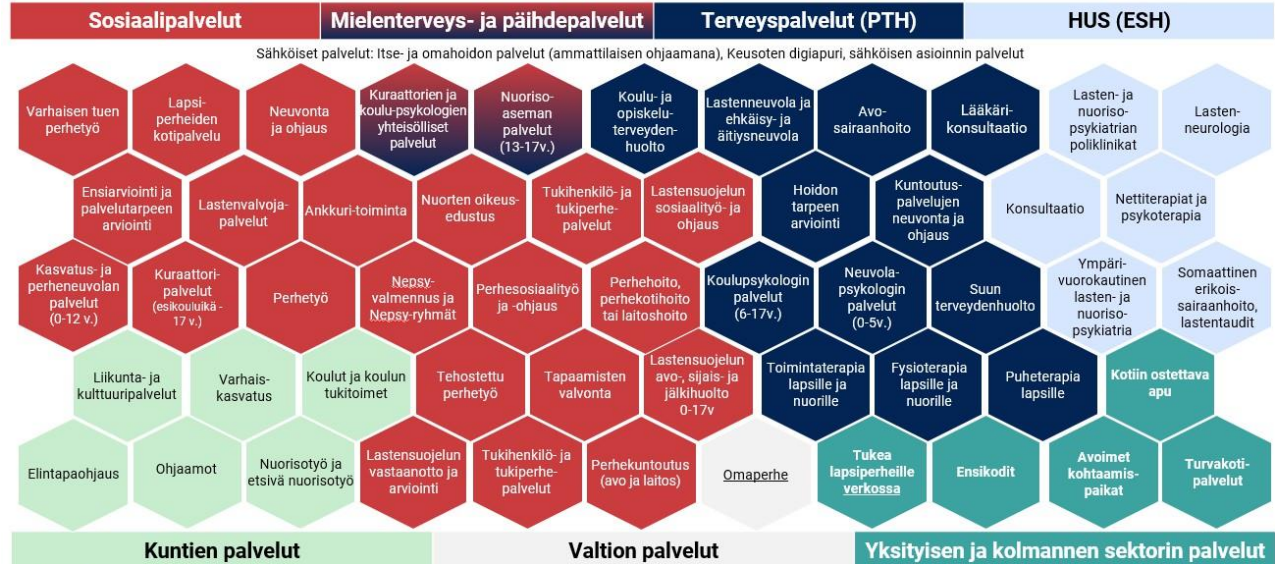 Sosiaalipalvelut
Mielenterveys- ja päihdepalvelut
Terveyspalvelut (PTH)
HUS (ESH)
Sähköiset palvelut: Itse- ja omahoidon palvelut (ammattilaisen ohjaamana), Keusoten digiapuri, sähköisen asioinnin palvelut
Varhaisen tuen
perhetyö
Lapsi-
perheiden
kotipalvelu
Neuvonta
ja ohjaus
Kuraattorien ja
koulu-psykologien
yhteisölliset
palvelut
Nuoriso-
aseman
palvelut
(13-17v.)
Koulu- ja
opiskelu-
terveyden-
huolto
Lastenneuvola ja
ehkäisy- ja
äitiysneuvola
Avo-
sairaanhoito
Lääkäri-
konsultaatio
Lasten- ja
nuoriso-
psykiatrian
poliklinikat
Lasten-
neurologia
Ensiarviointi ja
palvelutarpeen
arviointi
Lastenvalvoja-
palvelut
Ankkuri-toiminta
Nuorten oikeus-
edustus
Tukihenkilö- ja
tukiperhe-
palvelut
Lastensuojelun
sosiaalityö- ja
ohjaus
Hoidon
tarpeen
arviointi
Kuntoutus-
palvelujen
neuvonta ja
ohjaus
Konsultaatio
Nettiterapiat ja
psykoterapia
Kasvatus- ja
perheneuvolan
palvelut
(0-12 v.)
Kuraattori-
palvelut
(esikouluikä -
17 v.)
Perhetyö
Nepsy-
valmennus ja
Nepsy-ryhmät
Perhesosiaalityö
ja -ohjaus
Perhehoito,
perhekotihoito
tai laitoshoito
Koulupsykologin
palvelut
(6-17v.)
Neuvola-
psykologin
palvelut
(0-5v.)
Suun
terveydenhuolto
Ympäri-
vuorokautinen
lasten- ja
nuoriso-
psykiatria
Somaattinen
erikois-
sairaanhoito,
lastentaudit
Liikunta- ja
kulttuuripalvelut
Varhais-
kasvatus
Koulut ja koulun
tukitoimet
Tehostettu
perhetyö
Tapaamisten
valvonta
Lastensuojelun
avo-, sijais- ja
jälkihuolto
0-17v
Toimintaterapia
lapsille ja
nuorille
Fysioterapia
lapsille ja
nuorille
Puheterapia
lapsille
Kotiin ostettava
apu
Elintapaohjaus
Ohjaamot
Nuorisotyö ja
etsivä nuorisotyö
Lastensuojelun
vastaanotto ja
arviointi
Tukihenkilö- ja
tukiperhe-
palvelut
Perhekuntoutus
(avo ja laitos)
Omaperhe
Tukea
lapsiperheille
verkossa
Ensikodit
Avoimet
kohtaamis-
paikat
Turvakoti-
palvelut
Kuntien palvelut
Valtion palvelut
Yksityisen ja kolmannen sektorin palvelut